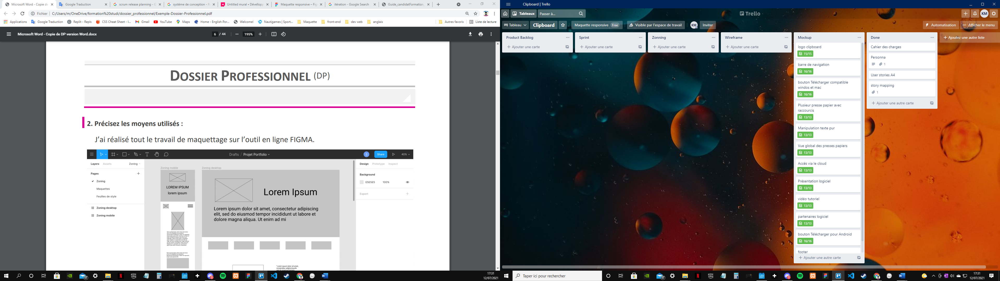 Microsoft Word - Copie de
Google Traduction
scrum release planning - G
système de conception - Re
Untitled mural • Développ
Maquette responsive – Fig
itération - Google Search
Guide_candidatFormation_
Fichier
C:/Users/m/OneDrive/formation%20studi/dossier_professionnel/Exemple-Dossier-Professionnel.pdf
Applications
Google Traduction
Replit - Repls
CSS Cheat Sheet - I...
Gmail
YouTube
Maps
Home - English Por...
Welcome!
Nautigames | Sport...
Maquette
front-end
dev web
anglais
Autres favoris
Liste de lecture
Microsoft Word - Copie de DP version Word.docx
6 / 44
195%
DOSSIER PROFESSIONNEL (DP)
2. Précisez les moyens utilisés :
J’ai réalisé tout le travail de maquettage sur l’outil en ligne FIGMA.
Drafts / Projet Portfolio
S
Share
40%
Layers
Assets
Zoning
Pages
Zoning
Maquettes
Feuilles de style
Zoning desktop
Zoning mobile
Zoning mobile
LOREM IPSUM
lorem ipsum
Zoning desktop
Lorem Ipsum
Lorem ipsum dolor sit amet, consectetur adipiscing
elit, sed do eiusmod tempor incididunt ut labore et
dolore magna aliqua. Ut enim ad mi
"Lorem ipsum dolor sit amet,
consectetur adipiscing elit,
Design
Prototype
Inspect
Background
E5E5E5
100%
Export
17
17:31
12/07/2021
Clipboard | Trello
Tableaux
Passer à...
Trello
KM
Tableau
Clipboard
Maquette responsive
Free
Visible par l'espace de travail
KM
Inviter
Automatisation
Afficher le menu
Product Backlog
Ajouter une carte
Sprint
Ajouter une carte
Zonning
Ajouter une carte
Wireframe
Ajouter une carte
Mockup
logo clipboard
15/15
barre de navigation
16/16
bouton Télécharger compatible
windos et mac
16/16
Plusieur presse papier avec
raccourcis
13/13
Manipulation texte pur
13/13
Vue global des presses papiers
13/13
Accès via le cloud
13/13
Présentation logiciel
13/13
vidéo tutoriel
13/13
partenaires logiciel
13/13
bouton Télécharger pour Android
16/16
footer
Ajouter une autre carte
Done
Cahier des charges
Personna
1
User stories A4
story mapping
1
Ajouter une autre carte
Ajoutez une autre liste
Taper ici pour rechercher
17
17:31
12/07/2021